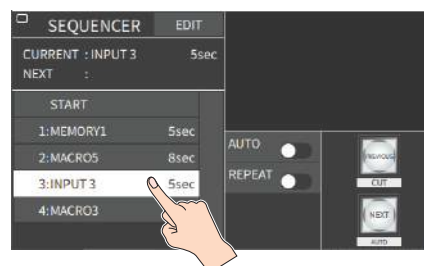 SEQUENCER EDIT
CURRENT : INPUT 3 5sec
NEXT :
START
1:MEMORY1 5sec
2:MACRO5 8sec
3:INPUT 3 5sec
4:MACRO3
AUTO
REPEAT
PREVIOUS
CUT
NEXT
AUTO